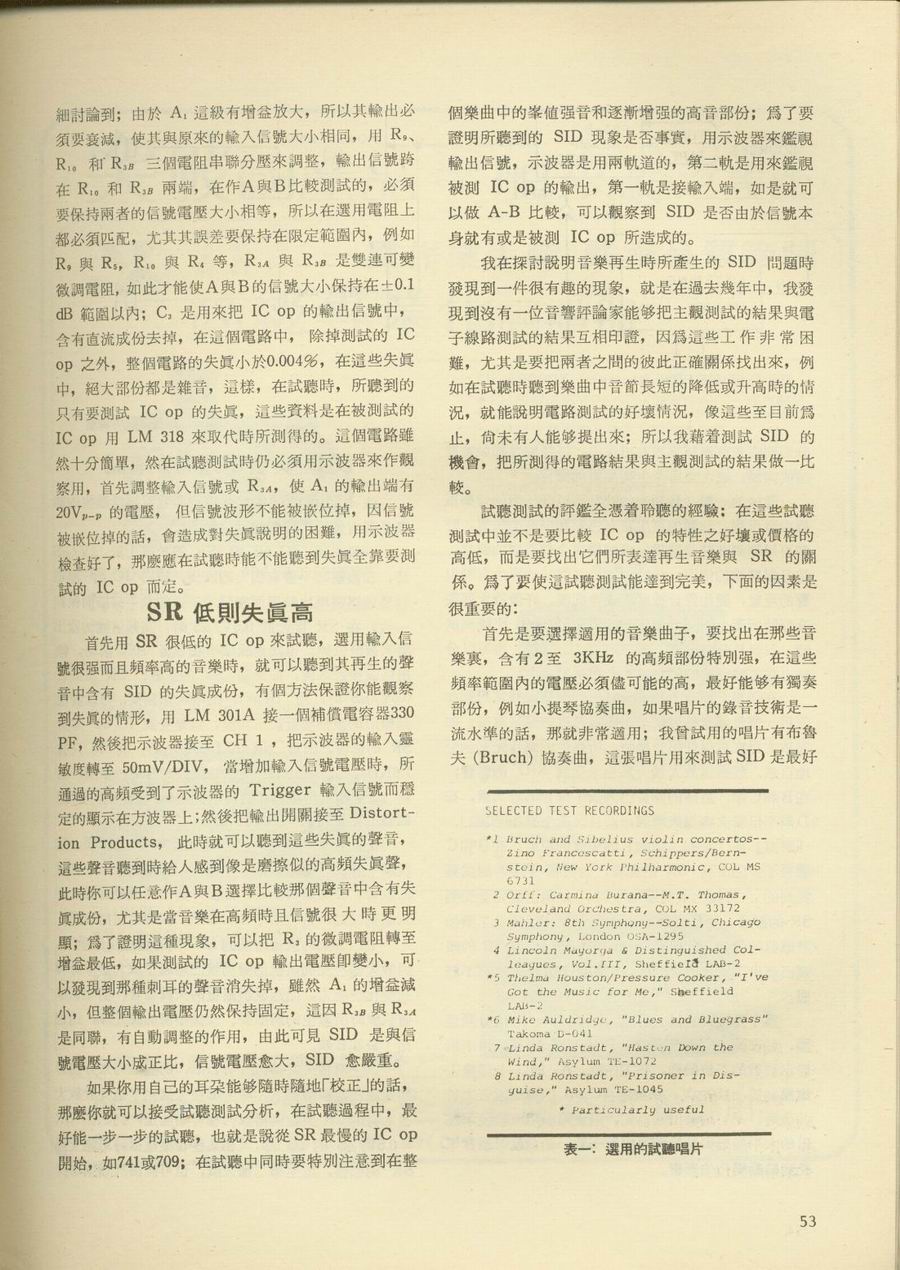 細討論到；由於 A₁ 這級有增益放大，所以其輸出必
須要衰減，使其與原來的輸入信號大小相同，用 R₉、
R₁₀ 和 R₃B 三個電阻串聯分壓來調整，輸出信號跨
在 R₁₀ 和 R₃B 兩端，在作A與B比較測試的，必須
要保持兩者的信號電壓大小相等，所以在選用電阻上
都必須匹配，尤其其誤差要保持在限定範圍內，例如
R₉ 與 R₅，R₁₀ 與 R₄ 等，R₃A 與 R₃B 是雙連可變
微調電阻，如此才能使A與B的信號大小保持在±0.1
dB 範圍以內；C₃ 是用來把 IC op 的輸出信號中，
含有直流成份去掉，在這個電路中， 除掉測試的 IC
op 之外，整個電路的失眞小於0.004%，在這些失眞
中，絕大部份都是雜音，這樣，在試聽時，所聽到的
只有要測試 IC op 的失眞，這些資料是在被測試的
IC op 用 LM 318 來取代時所測得的。這個電路雖
然十分簡單，然在試聽測試時仍必須用示波器來作觀
察用，首先調整輸入信號或 R₃A，使 A₁ 的輸出端有
20Vp-p 的電壓， 但信號波形不能被嵌位掉，因信號
被嵌位掉的話，會造成對失眞說明的困難，用示波器
檢查好了，那麼應在試聽時能不能聽到失眞全靠要測
試的 IC op 而定。
SR 低則失眞高
首先用 SR 很低的 IC op 來試聽，選用輸入信
號很强而且頻率高的音樂時，就可以聽到其再生的聲
音中含有 SID 的失眞成份，有個方法保證你能觀察
到失眞的情形，用 LM 301A 接一個補償電容器330
PF，然後把示波器接至 CH 1 ，把示波器的輸入靈
敏度轉至 50mV/DIV， 當增加輸入信號電壓時，所
通過的高頻受到了示波器的 Trigger 輸入信號而穩
定的顯示在方波器上；然後把輸出開關接至 Distort-
ion Products， 此時就可以聽到這些失眞的聲音，
這些聲音聽到時給人感到像是磨擦似的高頻失眞聲，
此時你可以任意作A與B選擇比較那個聲音中含有失
眞成份，尤其是當音樂在高頻時且信號很大時更明
顯；爲了證明這種現象，可以把 R₃ 的微調電阻轉至
增益最低，如果測試的 IC op 輸出電壓卽變小，可
以發現到那種刺耳的聲音消失掉，雖然 A₁ 的增益減
小，但整個輸出電壓仍然保持固定，這因 R₃B 與 R₃A
是同聯，有自動調整的作用，由此可見 SID 是與信
號電壓大小成正比，信號電壓愈大，SID 愈嚴重。
如果你用自己的耳朶能够隨時隨地「校正」的話，
那麼你就可以接受試聽測試分析，在試聽過程中，最
好能一步一步的試聽，也就是說從 SR 最慢的 IC op
開始，如741或709；在試聽中同時要特別注意到在整
個樂曲中的峯値强音和逐漸增强的高音部份；爲了要
證明所聽到的 SID 現象是否事實，用示波器來鑑視
輸出信號，示波器是用兩軌道的，第二軌是用來鑑視
被測 IC op 的輸出，第一軌是接輸入端，如是就可
以做 A-B 比較，可以觀察到 SID 是否由於信號本
身就有或是被測 IC op 所造成的。
我在探討說明音樂再生時所產生的 SID 問題時
發現到一件很有趣的現象，就是在過去幾年中，我發
現到沒有一位音響評論家能够把主觀測試的結果與電
子線路測試的結果互相印證，因爲這些工作非常困
難，尤其是要把兩者之間的彼此正確關係找出來，例
如在試聽時聽到樂曲中音節長短的降低或升高時的情
況，就能說明電路測試的好壞情況，像這些至目前爲
止，尙未有人能够提出來；所以我藉着測試 SID 的
機會，把所測得的電路結果與主觀測試的結果做一比
較。
試聽測試的評鑑全憑着聆聽的經驗：在這些試聽
測試中並不是要比較 IC op 的特性之好壞或價格的
高低，而是要找出它們所表達再生音樂與 SR 的關
係。爲了要使這試聽測試能達到完美，下面的因素是
很重要的：
首先是要選擇適用的音樂曲子，要找出在那些音
樂裏，含有2至 3KHz 的高頻部份特別强，在這些
頻率範圍內的電壓必須儘可能的高，最好能够有獨奏
部份，例如小提琴協奏曲，如果唱片的錄音技術是一
流水準的話，那就非常適用；我曾試用的唱片有布魯
夫 (Bruch) 協奏曲，這張唱片用來測試 SID 是最好
SELECTED TEST RECORDINGS
*1 Bruch and Sibelius violin concertos--
Zino Francescatti, Schippers/Bern-
stein, New York Philharmonic, COL MS
6731
2 Orff: Carmina Burana--M.T. Thomas,
Cleveland Orchestra, COL MX 33172
3 Mahler: 8th Symphony--Solti, Chicago
Symphony, London OSA-1295
4 Lincoln Mayorga & Distinguished Col-
leagues, Vol.III, Sheffield LAB-2
*5 Thelma Houston/Pressure Cooker, "I've
Got the Music for Me," Sheffield
LAB-2
*6 Mike Auldridge, "Blues and Bluegrass"
Takoma D-041
7 Linda Ronstadt, "Hasten Down the
Wind," Asylum TE-1072
8 Linda Ronstadt, "Prisoner in Dis-
guise," Asylum TE-1045
* Particularly useful
表一：選用的試聽唱片
53